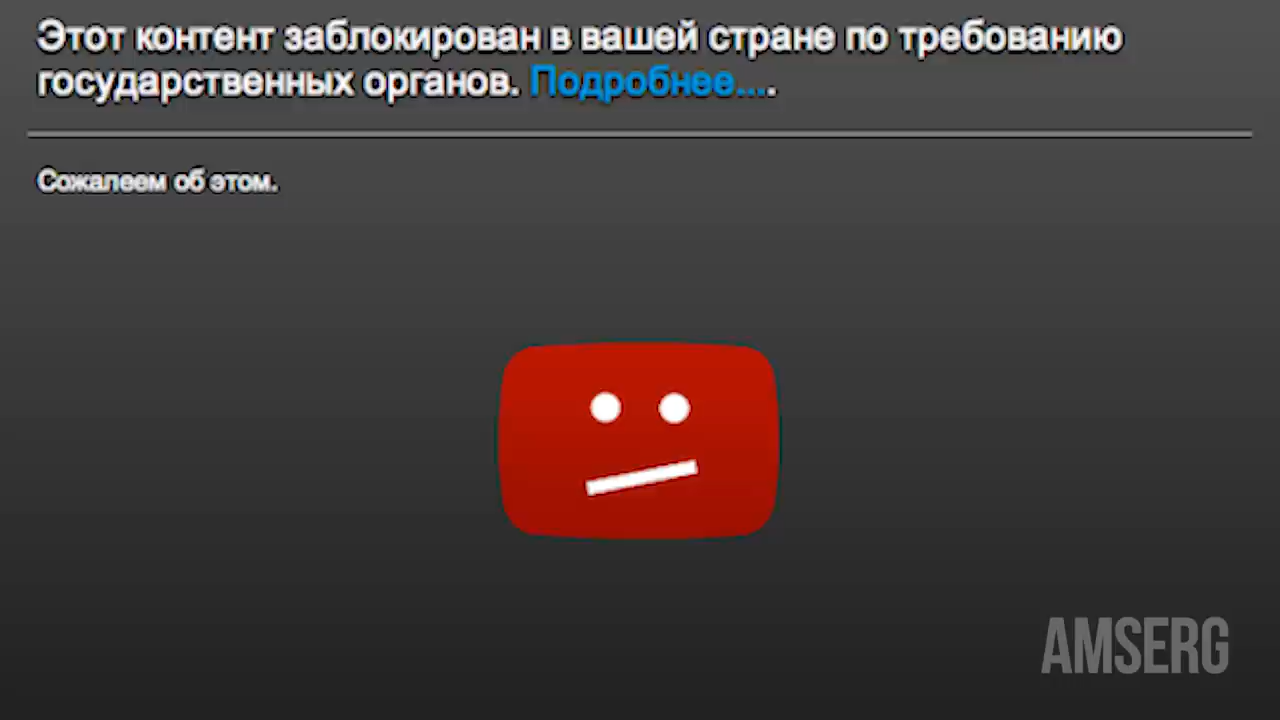 Этот контент заблокирован в вашей стране по требованию
государственных органов. Подробнее....
Сожалеем об этом.
AMSERG